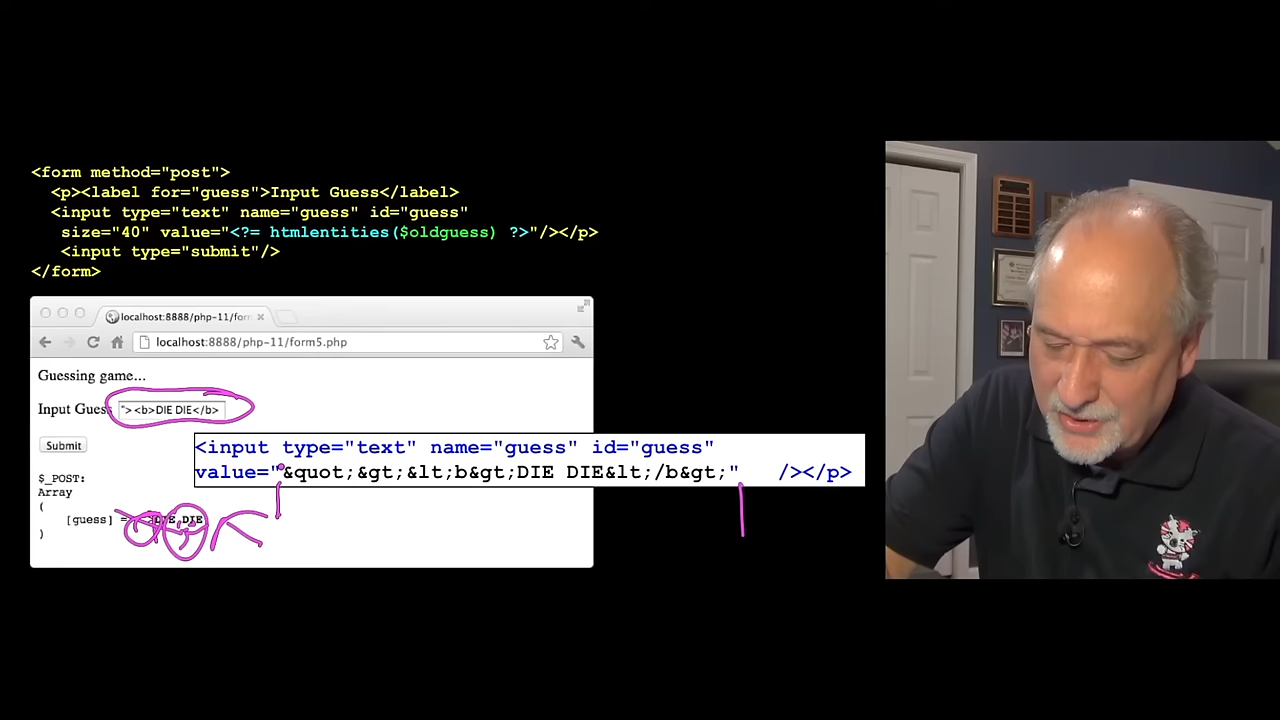 <form method="post">
<p><label for="guess">Input Guess</label>
<input type="text" name="guess" id="guess"
size="40" value="<?= htmlentities($oldguess) ?>"/></p>
<input type="submit"/>
</form>
localhost:8888/php-11/form
localhost:8888/php-11/form5.php
Guessing game...
Input Guess "><b>DIE DIE</b>
Submit
<input type="text" name="guess" id="guess"
value="&quot;&gt;&lt;b&gt;DIE DIE&lt;/b&gt;" /></p>
$_POST:
Array
(
[guess] => DIE DIE
)